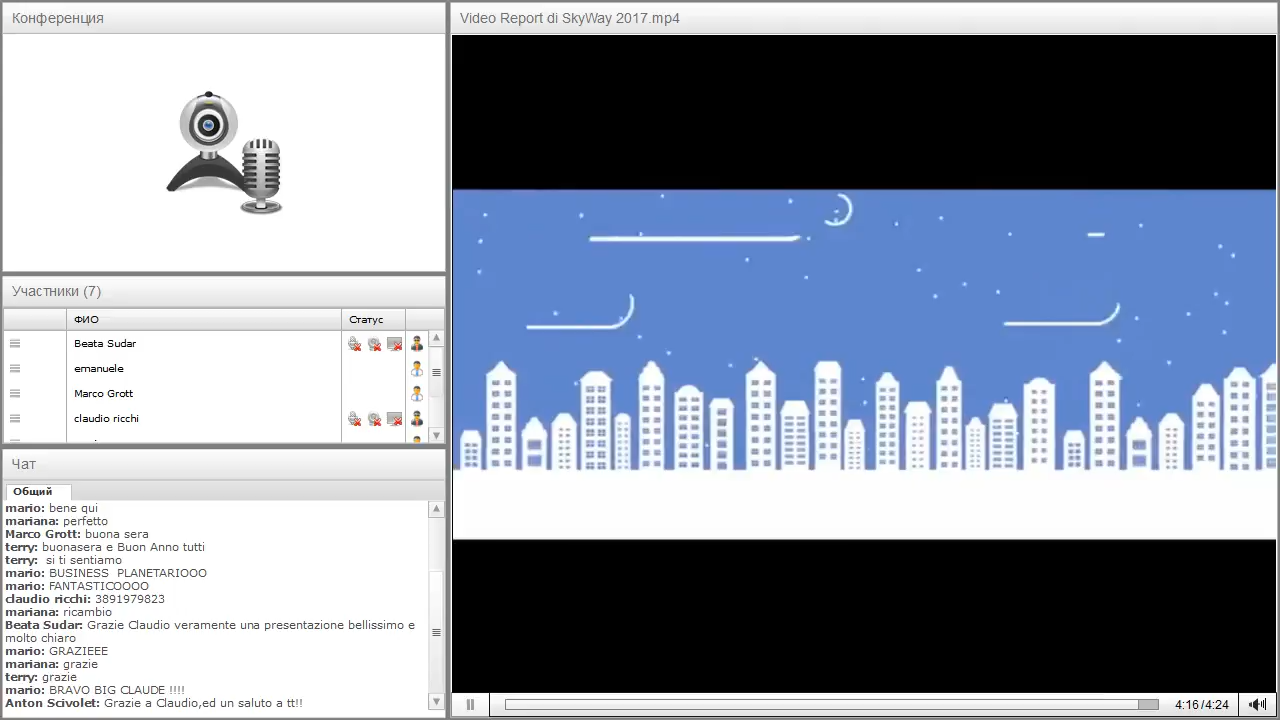 Конференция
Video Report di SkyWay 2017.mp4
Участники (7)
ФИО
Статус
Beata Sudar
emanuele
Marco Grott
claudio ricchi
Чат
Общий
mario: bene qui
mariana: perfetto
Marco Grott: buona sera
terry: buonasera e Buon Anno tutti
terry: si ti sentiamo
mario: BUSINESS PLANETARIOOO
mario: FANTASTICOOOO
claudio ricchi: 3891979823
mariana: ricambio
Beata Sudar: Grazie Claudio veramente una presentazione bellissimo e
molto chiaro
mario: GRAZIEEE
mariana: grazie
terry: grazie
mario: BRAVO BIG CLAUDE !!!!
Anton Scivolet: Grazie a Claudio,ed un saluto a tt!!
4:16/4:24